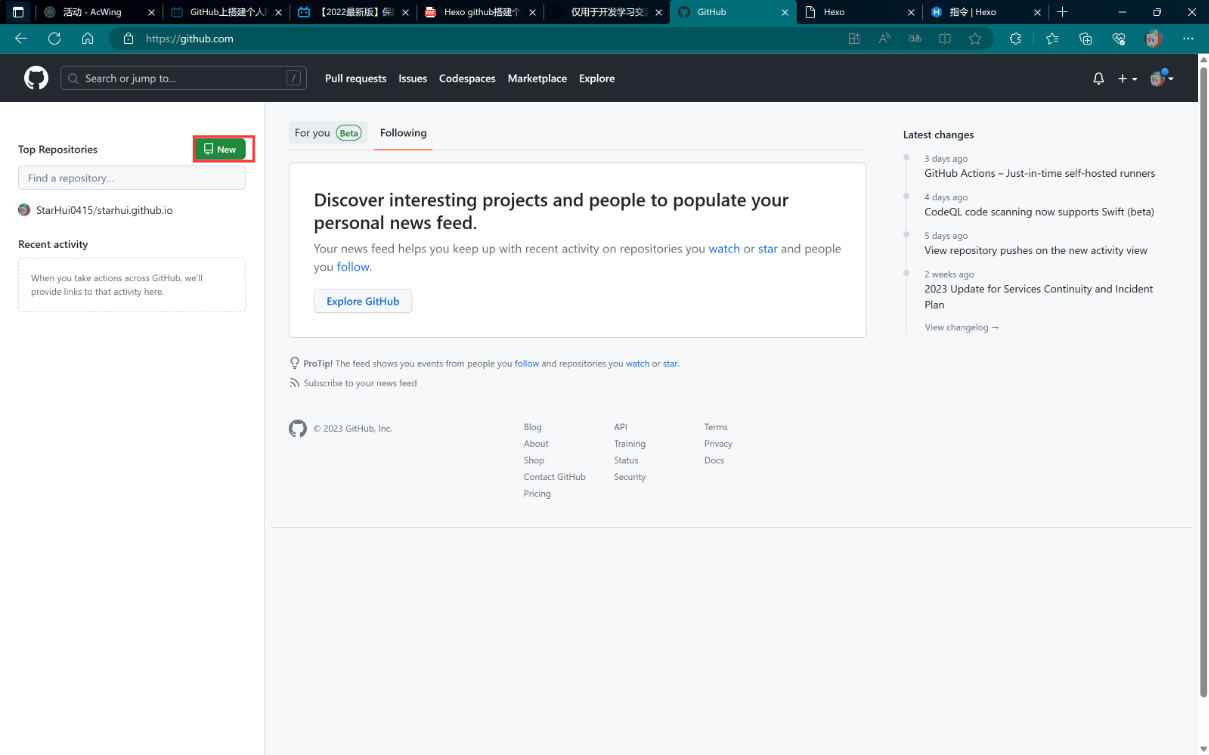 活动 - AcWing
GitHub上搭建个人
【2022最新版】保
Hexo github搭建个
仅用于开发学习交
GitHub
Hexo
指令 | Hexo
https://github.com
Search or jump to...
/
Pull requests
Issues
Codespaces
Marketplace
Explore
Top Repositories
New
Find a repository...
StarHui0415/starhui.github.io
Recent activity
When you take actions across GitHub, we'll
provide links to that activity here.
For you
Beta
Following
Discover interesting projects and people to populate your
personal news feed.
Your news feed helps you keep up with recent activity on repositories you watch or star and people
you follow.
Explore GitHub
ProTip! The feed shows you events from people you follow and repositories you watch or star.
Subscribe to your news feed
© 2023 GitHub, Inc.
Blog
About
Shop
Contact GitHub
Pricing
API
Training
Status
Security
Terms
Privacy
Docs
Latest changes
3 days ago
GitHub Actions – Just-in-time self-hosted runners
4 days ago
CodeQL code scanning now supports Swift (beta)
5 days ago
View repository pushes on the new activity view
2 weeks ago
2023 Update for Services Continuity and Incident
Plan
View changelog →